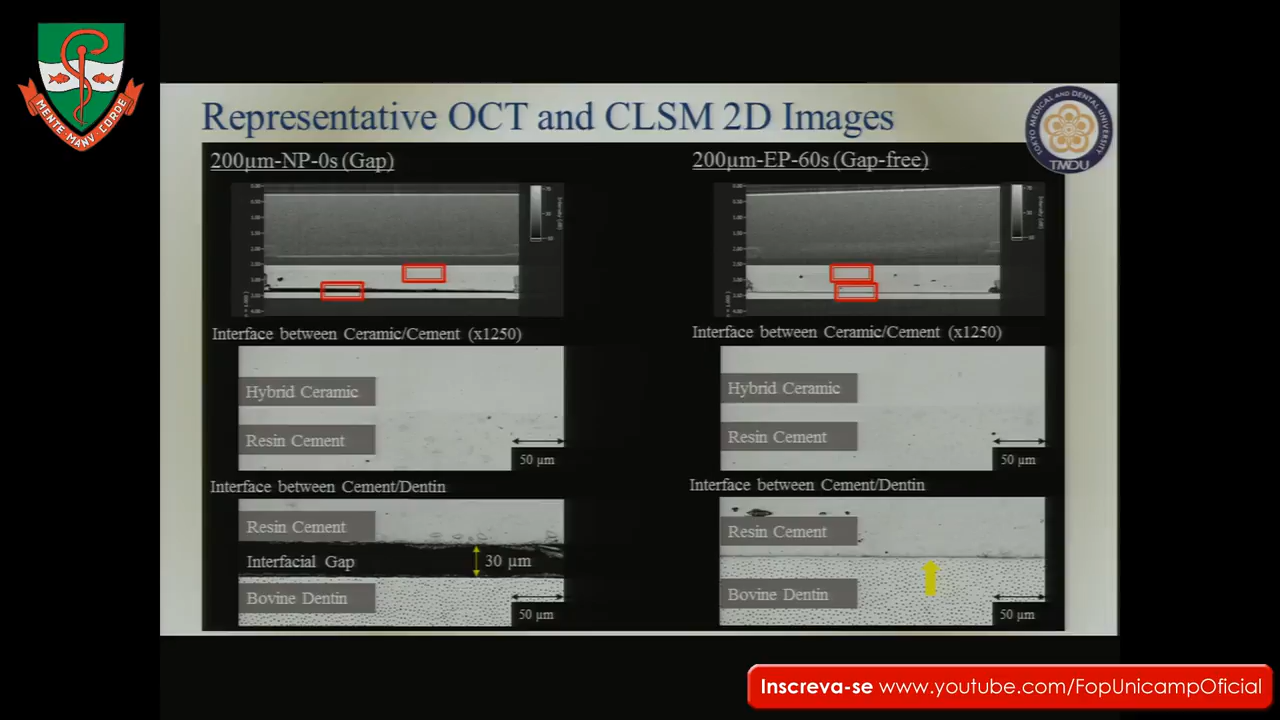 MENTE MANV CORDE
Representative OCT and CLSM 2D Images
TOKYO MEDICAL AND DENTAL UNIVERSITY
TMDU
200µm-NP-0s (Gap)
200µm-EP-60s (Gap-free)
Interface between Ceramic/Cement (x1250)
Interface between Ceramic/Cement (x1250)
Hybrid Ceramic
Hybrid Ceramic
Resin Cement
Resin Cement
50 µm
50 µm
Interface between Cement/Dentin
Interface between Cement/Dentin
Resin Cement
Resin Cement
Interfacial Gap
30 µm
Bovine Dentin
Bovine Dentin
50 µm
50 µm
Inscreva-se www.youtube.com/FopUnicampOficial